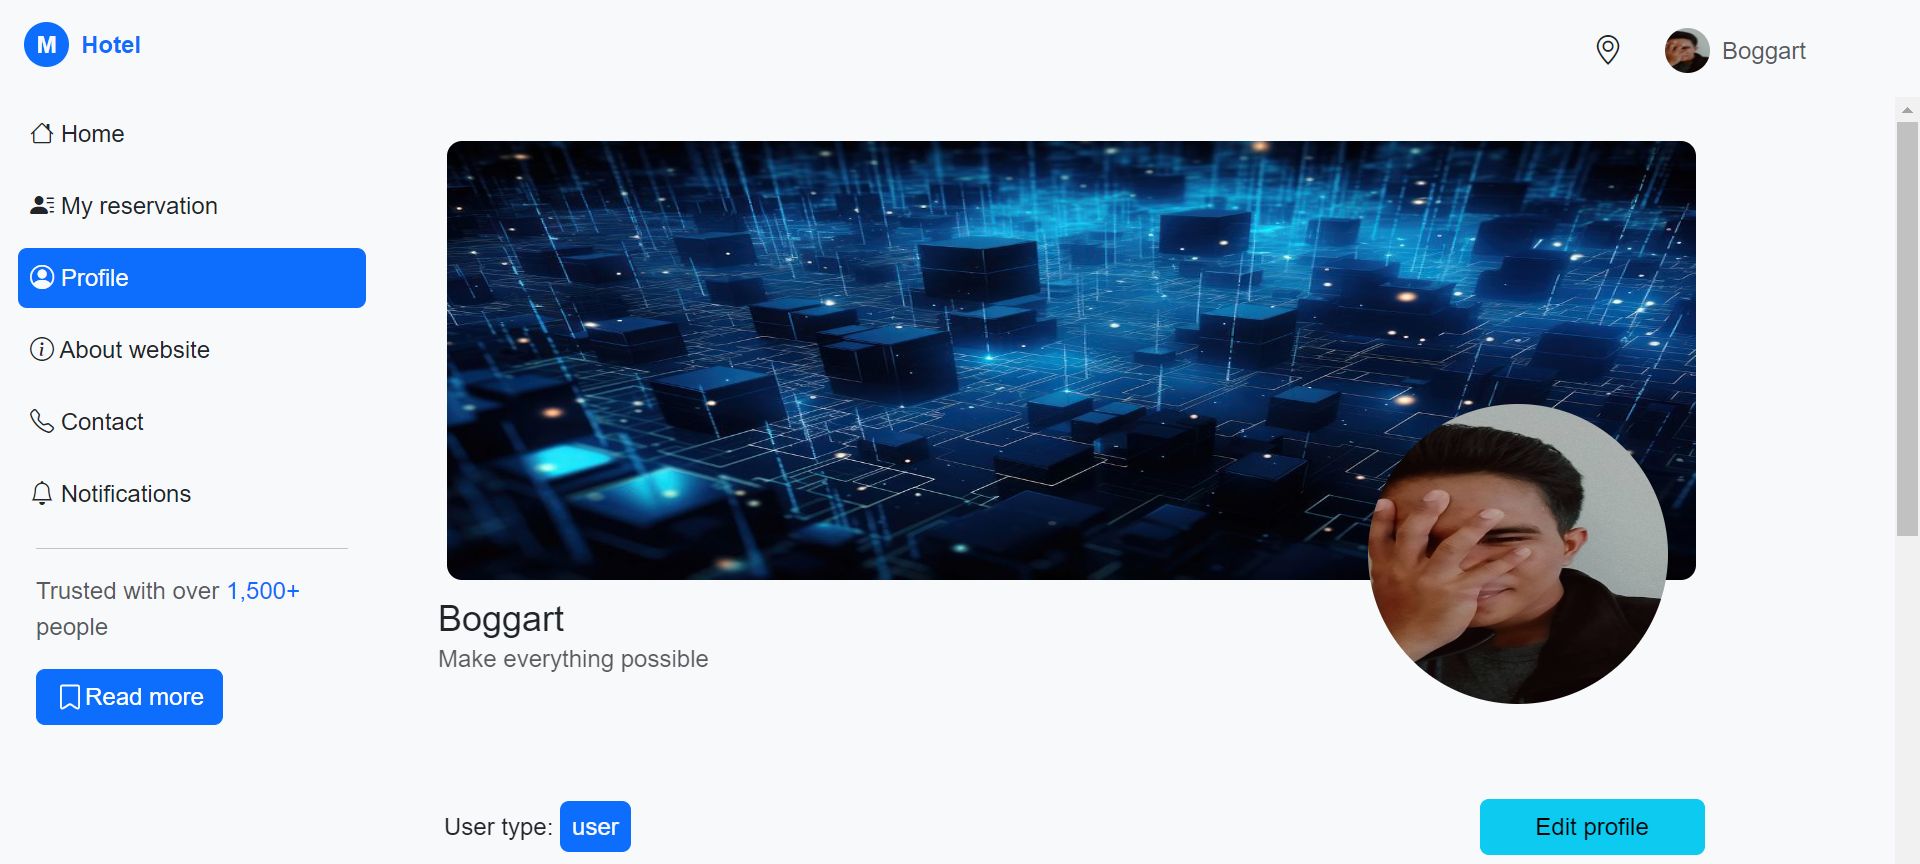 M Hotel
Boggart
Home
My reservation
Profile
About website
Contact
Notifications
Trusted with over 1,500+
people
Read more
Boggart
Make everything possible
User type: user
Edit profile